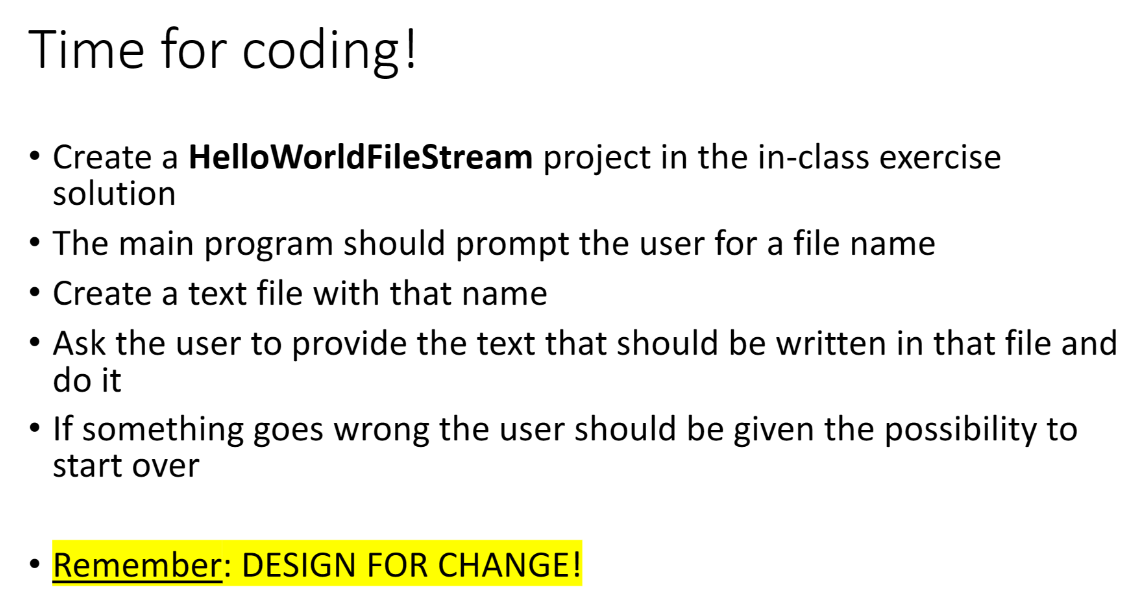 Time for coding!
• Create a HelloWorldFileStream project in the in-class exercise
solution
• The main program should prompt the user for a file name
• Create a text file with that name
• Ask the user to provide the text that should be written in that file and
do it
• If something goes wrong the user should be given the possibility to
start over
• Remember: DESIGN FOR CHANGE!